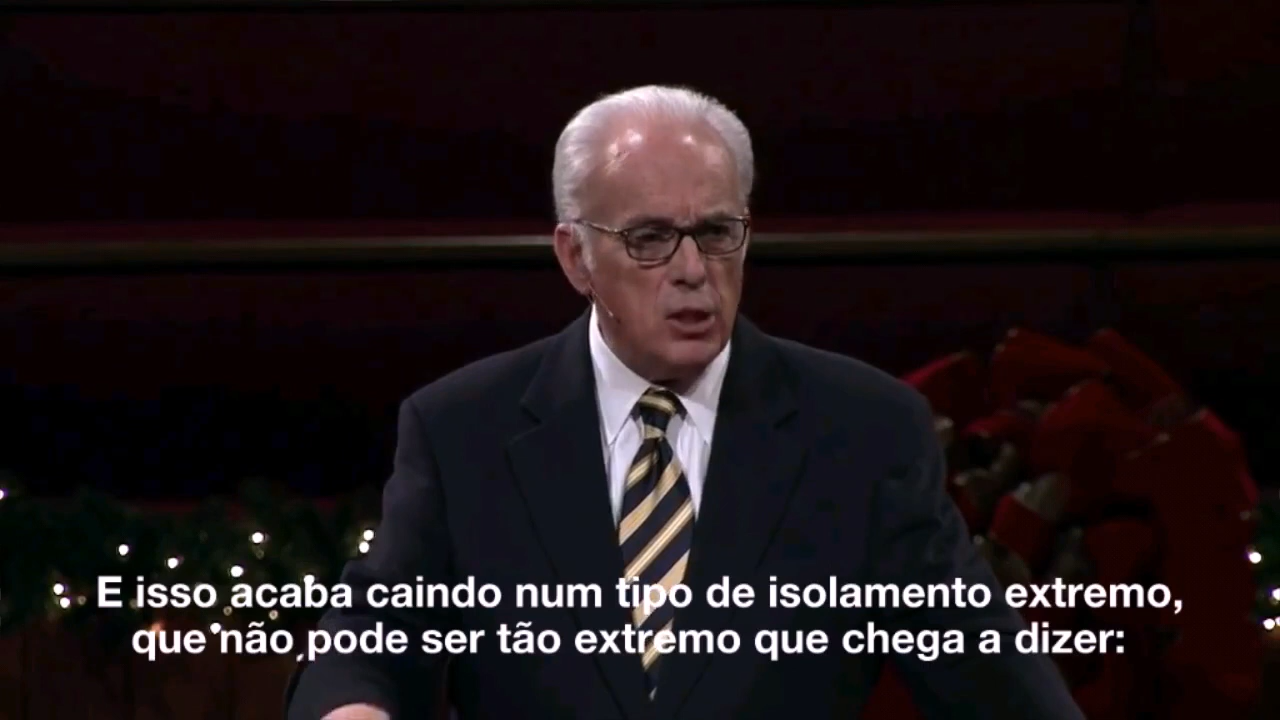 E isso acaba caindo num tipo de isolamento extremo,
que não pode ser tão extremo que chega a dizer: